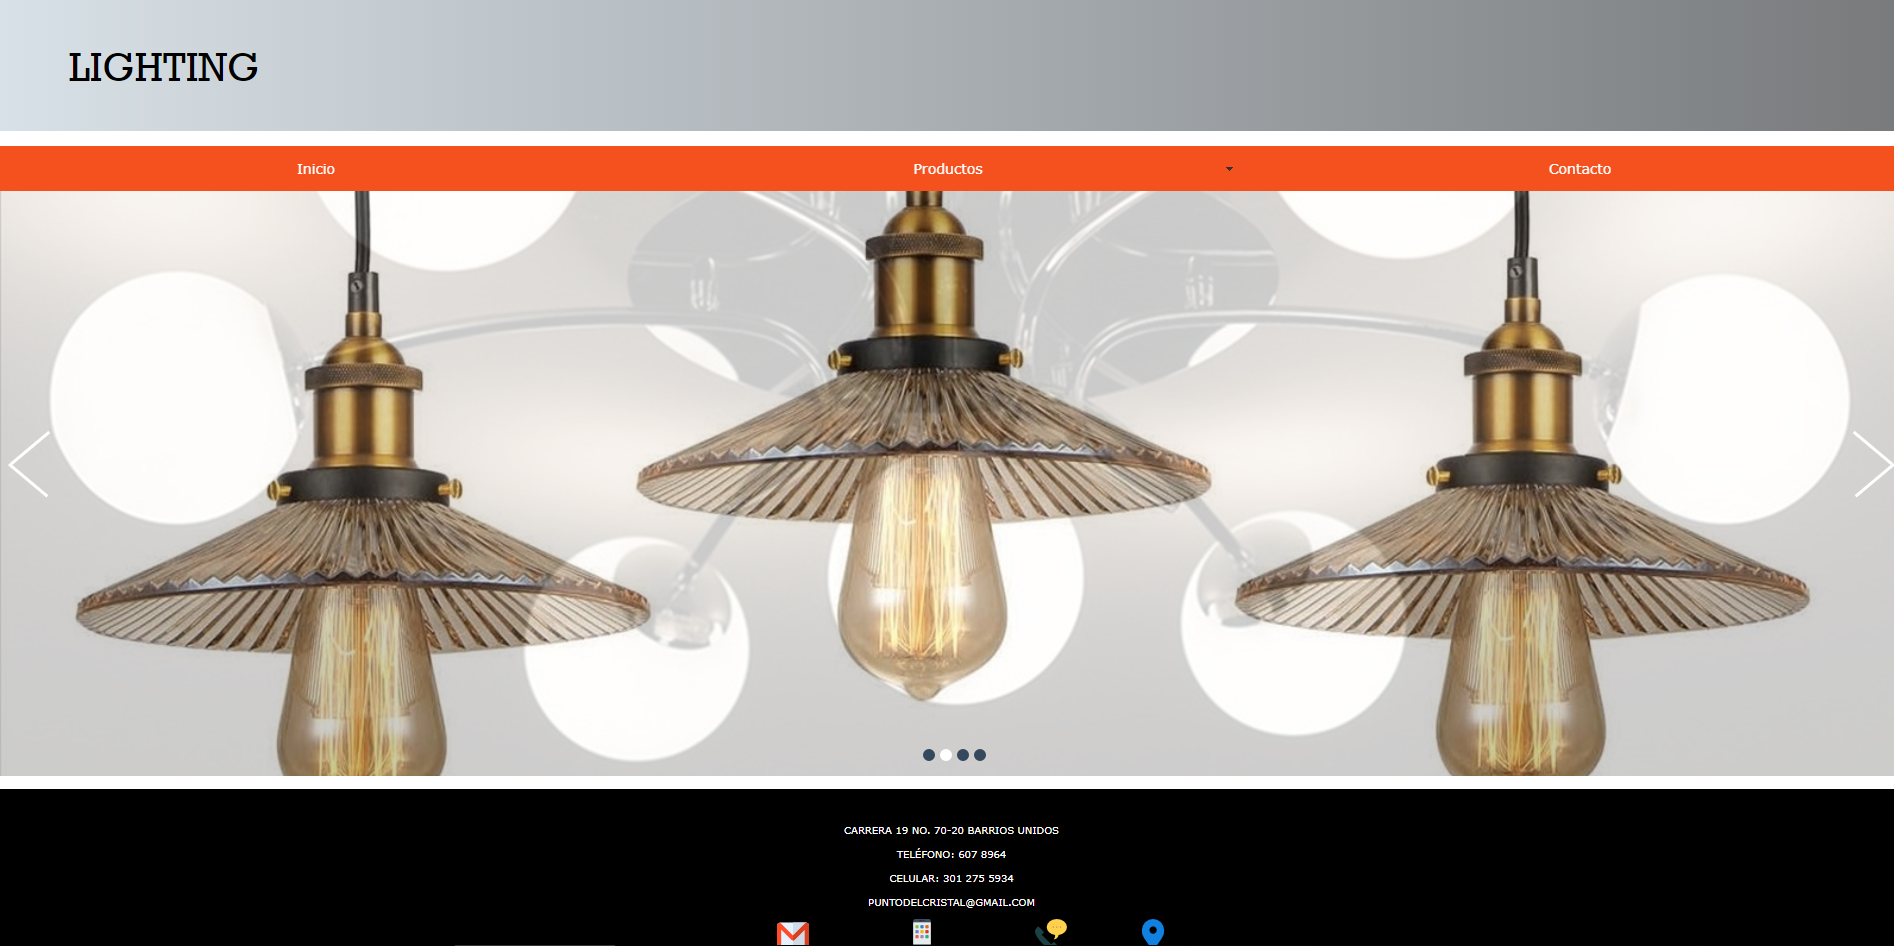 LIGHTING
Inicio
Productos
Contacto
CARRERA 19 NO. 70-20 BARRIOS UNIDOS
TELÉFONO: 607 8964
CELULAR: 301 275 5934
PUNTODELCRISTAL@GMAIL.COM